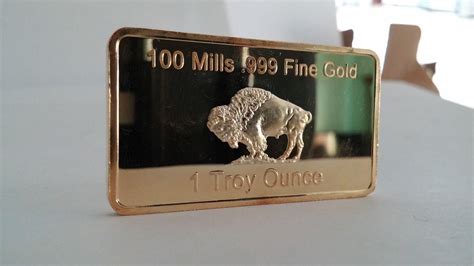 100 Mills .999 Fine Gold
1 Troy Ounce